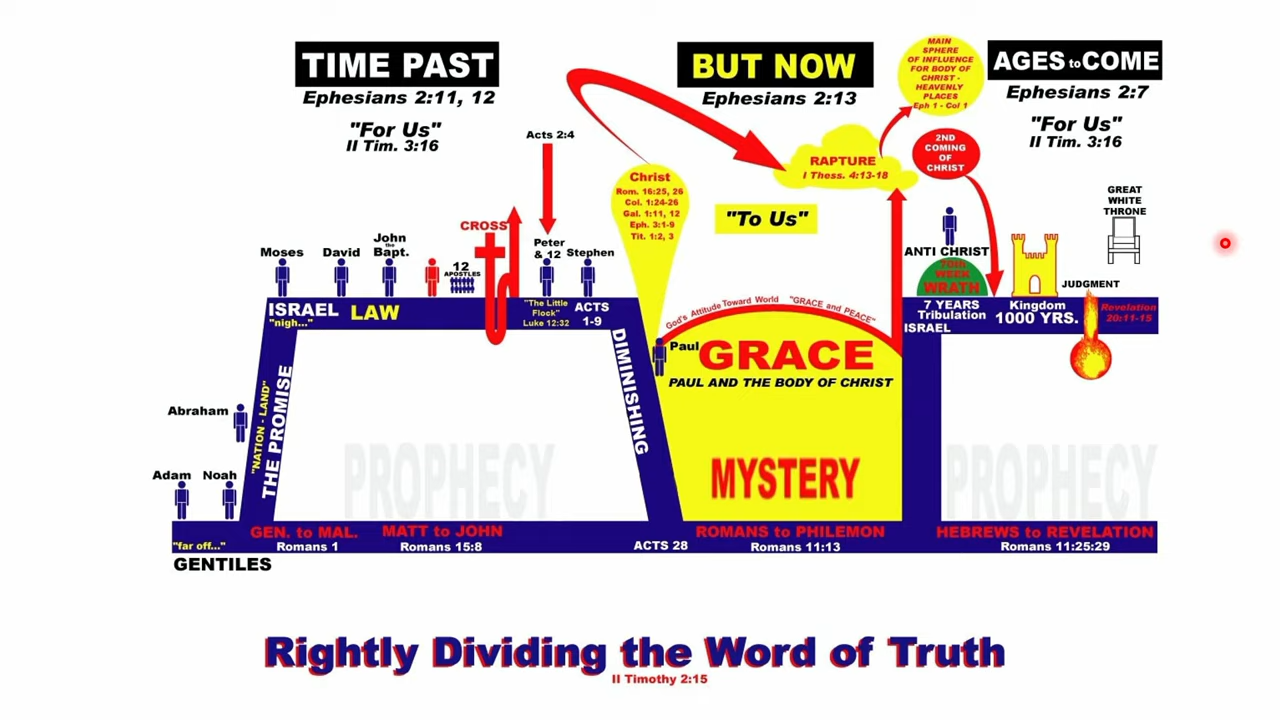 TIME PAST
Ephesians 2:11, 12
"For Us"
II Tim. 3:16
BUT NOW
Ephesians 2:13
MAIN
SPHERE
OF INFLUENCE
FOR BODY OF
CHRIST -
HEAVENLY
PLACES
Eph 1 - Col 1
AGES to COME
Ephesians 2:7
"For Us"
II Tim. 3:16
Acts 2:4
Christ
Rom. 16:25, 26
Col. 1:24-26
Gal. 1:11, 12
Eph. 3:1-9
Tit. 1:2, 3
RAPTURE
I Thess. 4:13-18
2ND
COMING
OF
CHRIST
"To Us"
GREAT
WHITE
THRONE
Moses
David
John
the
Bapt.
12
APOSTLES
CROSS
Peter
& 12
Stephen
ANTI CHRIST
70th
WEEK
WRATH
JUDGMENT
ISRAEL
"nigh..."
LAW
"The Little
Flock"
Luke 12:32
ACTS
1-9
God's Attitude Toward World "GRACE and PEACE"
7 YEARS
Tribulation
ISRAEL
Kingdom
1000 YRS.
Revelation
20:11-15
DIMINISHING
Paul
GRACE
PAUL AND THE BODY OF CHRIST
Abraham
"NATION - LAND"
THE PROMISE
Adam
Noah
PROPHECY
MYSTERY
PROPHECY
"far off..."
GEN. to MAL.
Romans 1
MATT to JOHN
Romans 15:8
ACTS 28
ROMANS to PHILEMON
Romans 11:13
HEBREWS to REVELATION
Romans 11:25:29
GENTILES
Rightly Dividing the Word of Truth
II Timothy 2:15